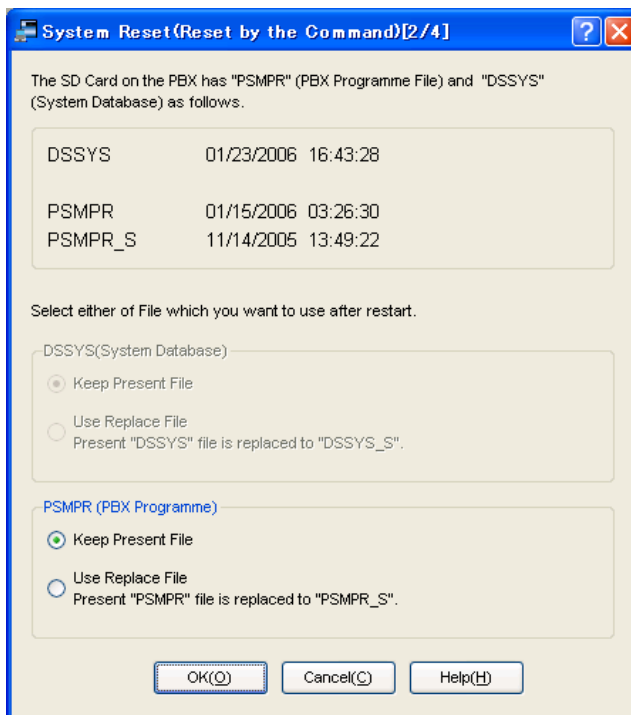 System Reset(Reset by the Command)[2/4]
The SD Card on the PBX has "PSMPR" (PBX Programme File) and "DSSYS"
(System Database) as follows.
DSSYS 01/23/2006 16:43:28
PSMPR 01/15/2006 03:26:30
PSMPR_S 11/14/2005 13:49:22
Select either of File which you want to use after restart.
DSSYS(System Database)
Keep Present File
Use Replace File
Present "DSSYS" file is replaced to "DSSYS_S".
PSMPR (PBX Programme)
Keep Present File
Use Replace File
Present "PSMPR" file is replaced to "PSMPR_S".
OK(O) Cancel(C) Help(H)